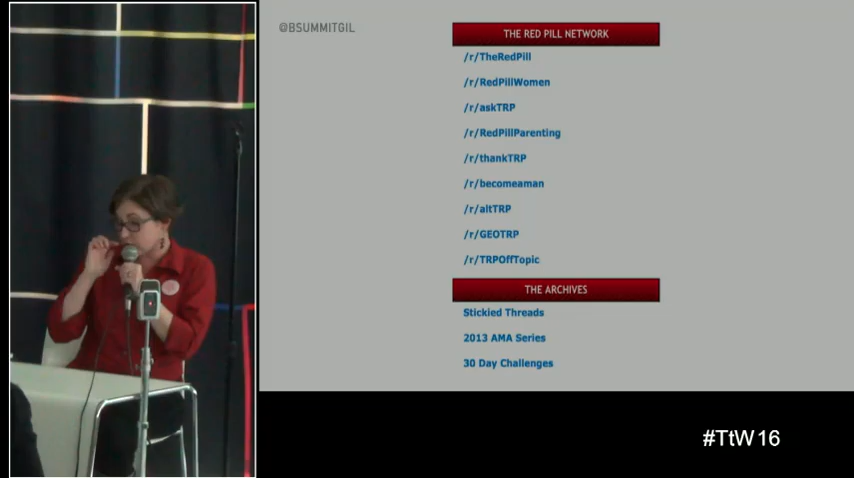 @BSUMMITGIL
THE RED PILL NETWORK
/r/TheRedPill
/r/RedPillWomen
/r/askTRP
/r/RedPillParenting
/r/thankTRP
/r/becomeaman
/r/altTRP
/r/GEOTRP
/r/TRPOffTopic
THE ARCHIVES
Stickied Threads
2013 AMA Series
30 Day Challenges
#TtW16